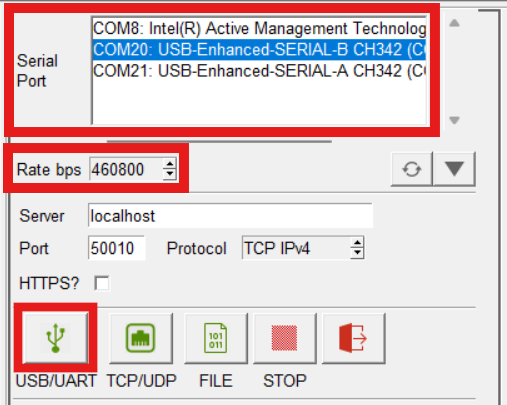 COM8: Intel(R) Active Management Technolog
Serial Port
COM20: USB-Enhanced-SERIAL-B CH342 (CO
COM21: USB-Enhanced-SERIAL-A CH342 (C
Rate bps 460800
Server localhost
Port 50010 Protocol TCP IPv4
HTTPS?
101
011
USB/UART TCP/UDP FILE STOP